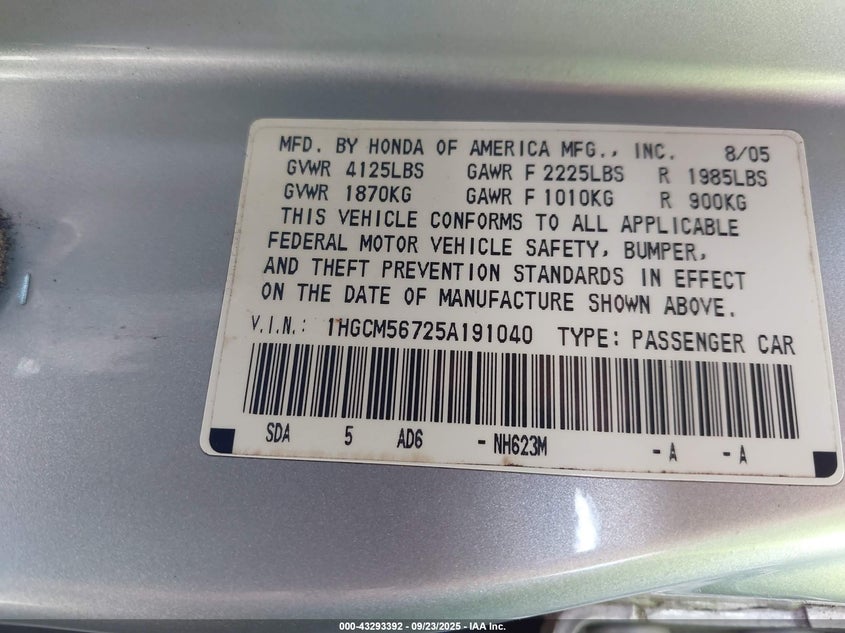 MFD. BY HONDA OF AMERICA MFG., INC. 8/05
GVWR 4125LBS GAWR F 2225LBS R 1985LBS
GVWR 1870KG GAWR F 1010KG R 900KG
THIS VEHICLE CONFORMS TO ALL APPLICABLE
FEDERAL MOTOR VEHICLE SAFETY, BUMPER,
AND THEFT PREVENTION STANDARDS IN EFFECT
ON THE DATE OF MANUFACTURE SHOWN ABOVE.
V.I.N.: 1HGCM56725A191040 TYPE: PASSENGER CAR
SDA 5 AD6 - NH623M - A - A
000-43293392 - 09/23/2025 - IAA Inc.